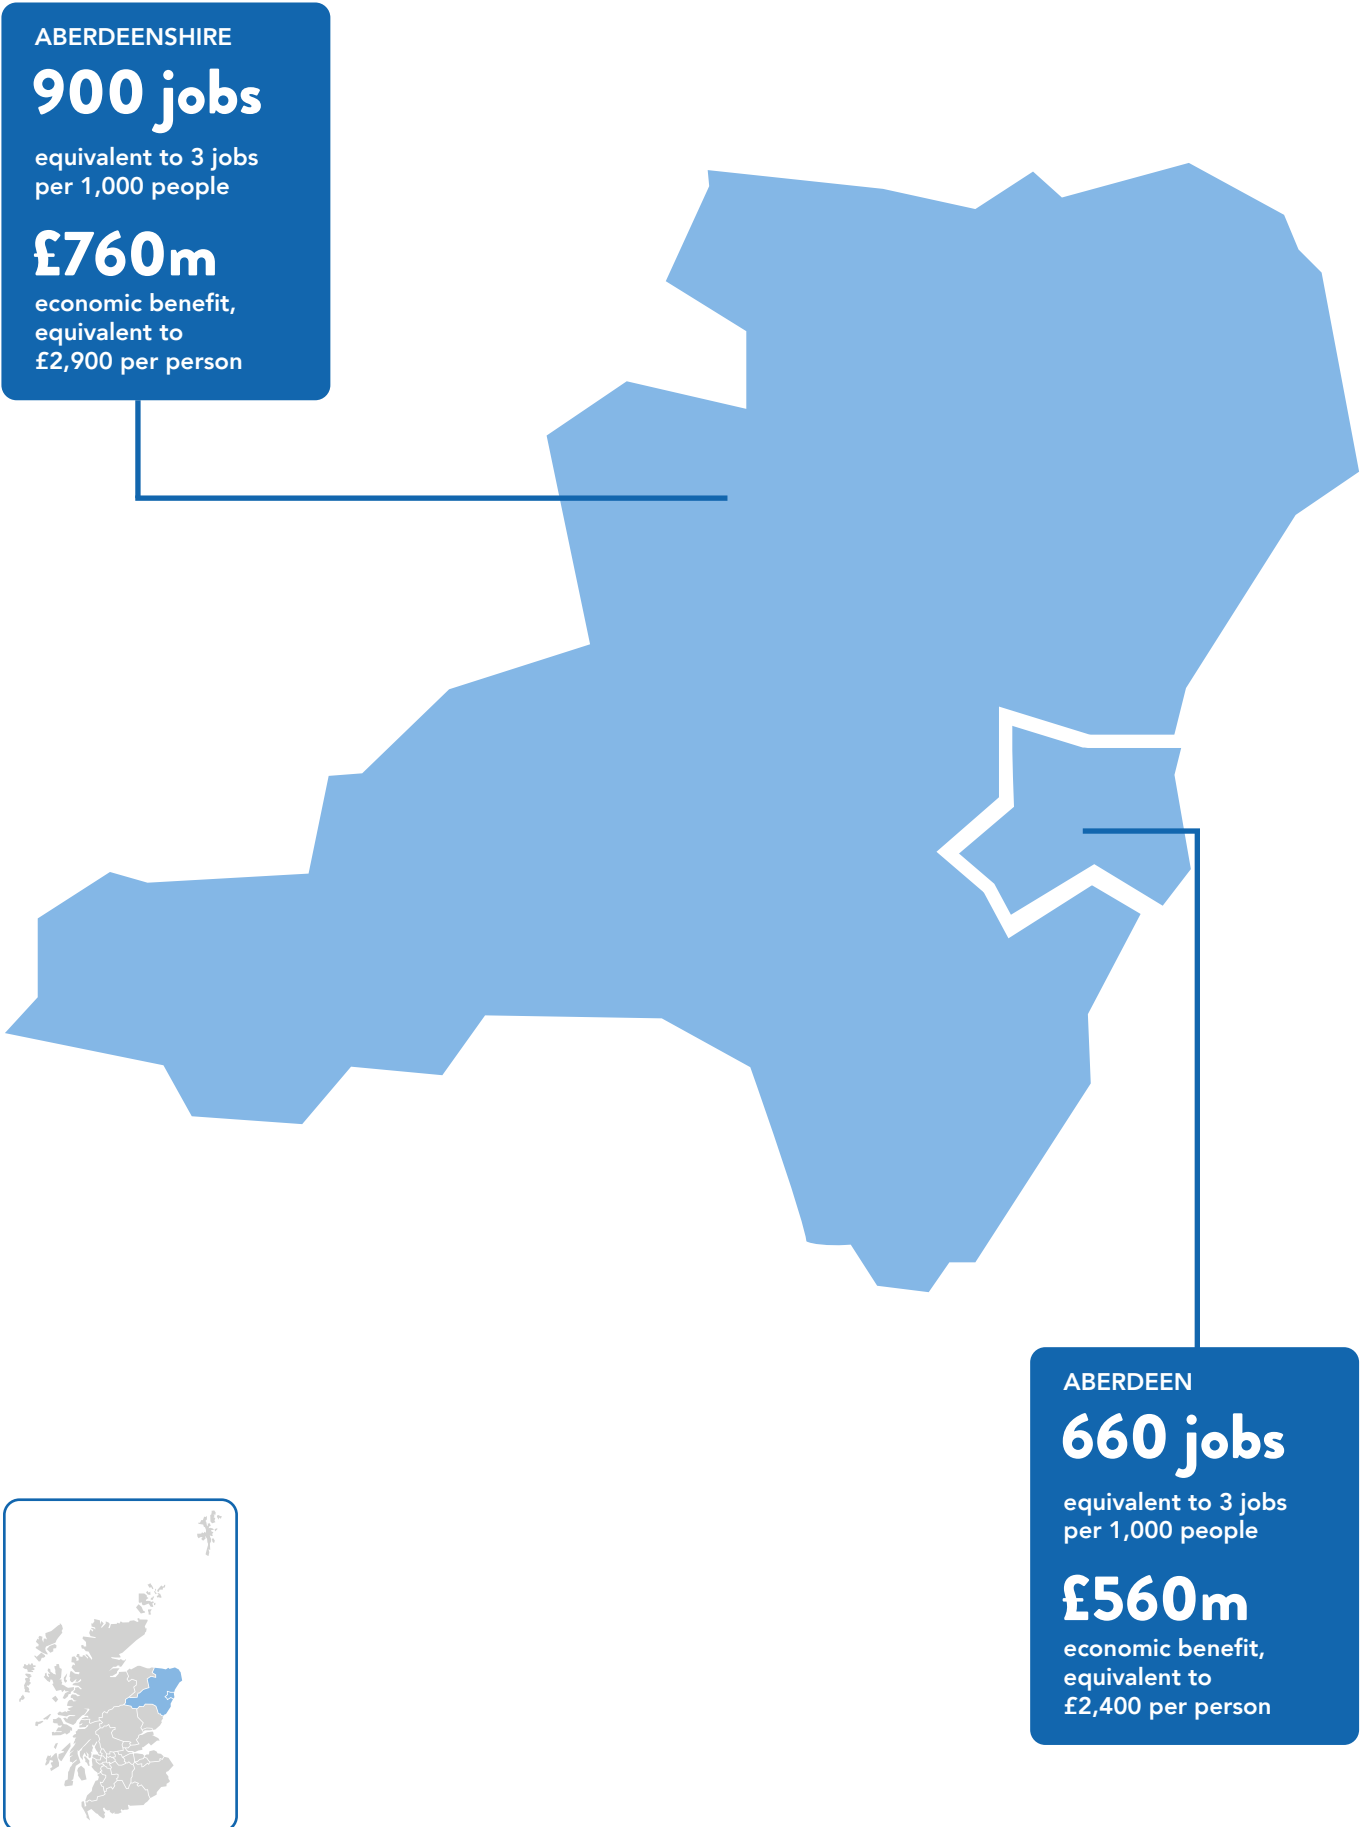 ABERDEENSHIRE
900 jobs
equivalent to 3 jobs
per 1,000 people
£760m
economic benefit,
equivalent to
£2,900 per person
ABERDEEN
660 jobs
equivalent to 3 jobs
per 1,000 people
£560m
economic benefit,
equivalent to
£2,400 per person